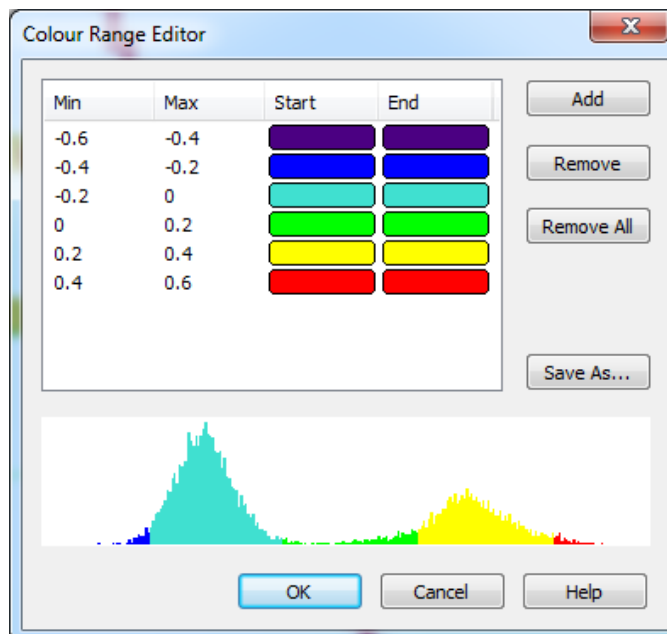 Colour Range Editor
Min Max Start End
-0.6 -0.4
-0.4 -0.2
-0.2 0
0 0.2
0.2 0.4
0.4 0.6
Add
Remove
Remove All
Save As...
OK Cancel Help